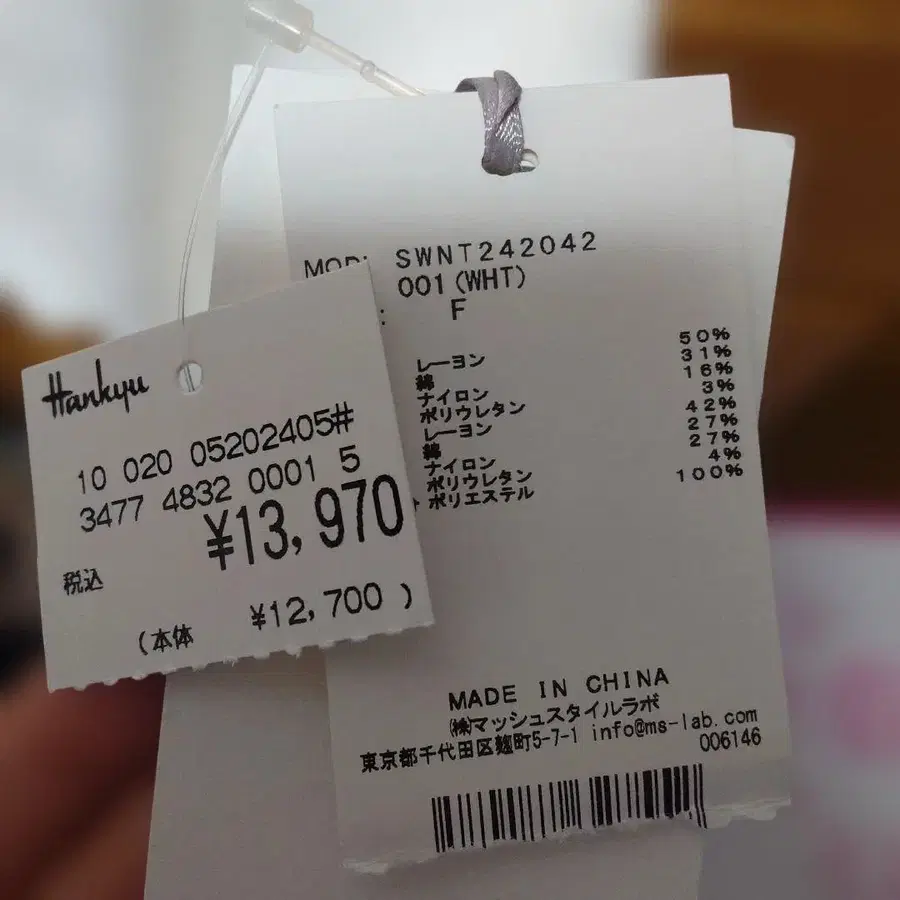 Hankyu
10 020 05202405#
3477 4832 0001 5
¥13,970
税込
(本体 ¥12,700 )
SWNT242042
001(WHT)
: F
レーヨン 50%
綿 31%
ナイロン 16%
ポリウレタン 3%
レーヨン 42%
綿 27%
ナイロン 27%
ポリウレタン 4%
ポリエステル 100%
MADE IN CHINA
㈱マッシュスタイルラボ
東京都千代田区麹町5-7-1 info@ms-lab.com
006146